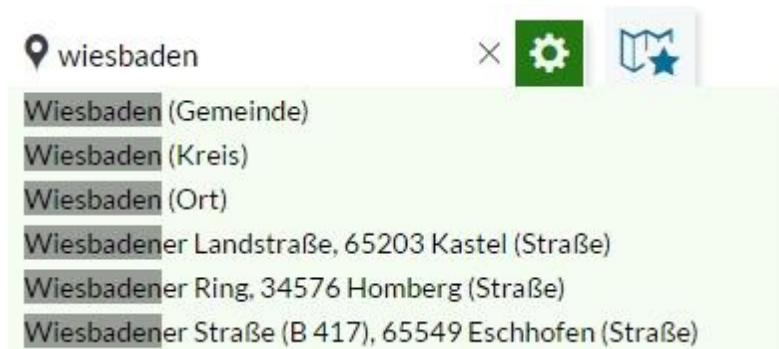 wiesbaden
Wiesbaden (Gemeinde)
Wiesbaden (Kreis)
Wiesbaden (Ort)
Wiesbadener Landstraße, 65203 Kastel (Straße)
Wiesbadener Ring, 34576 Homberg (Straße)
Wiesbadener Straße (B 417), 65549 Eschhofen (Straße)